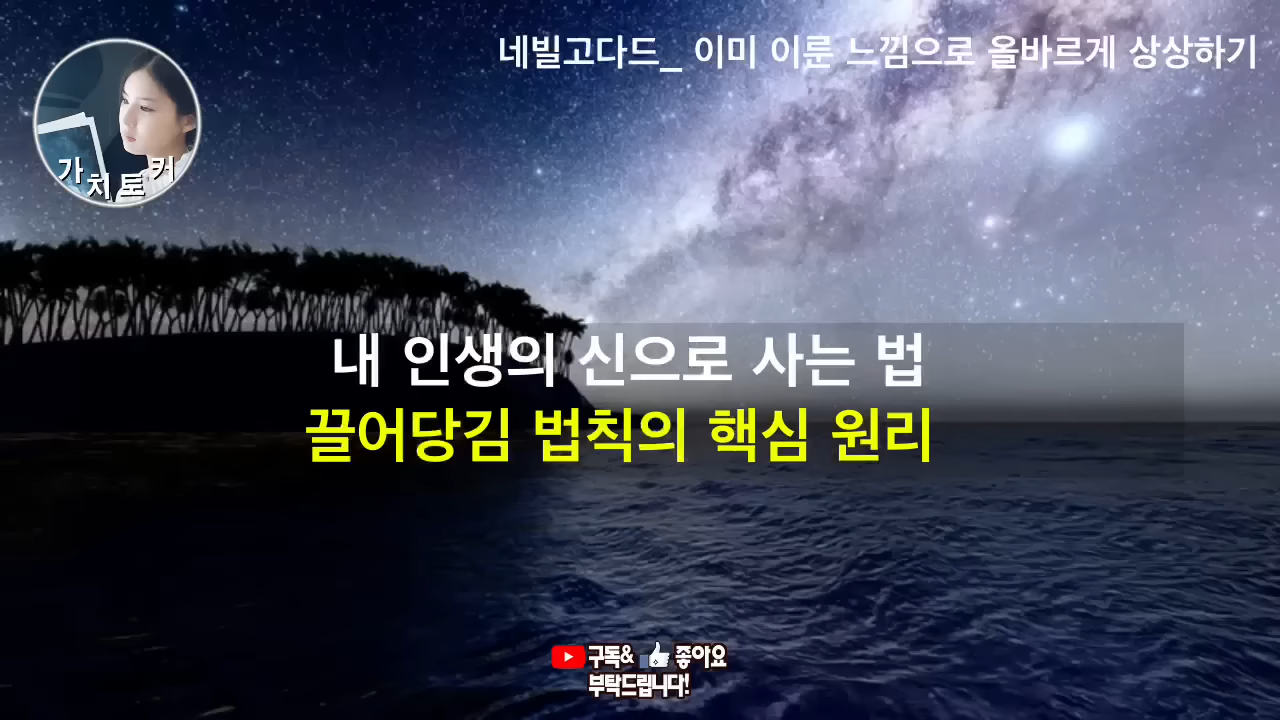 네빌고다드_ 이미 이룬 느낌으로 올바르게 상상하기
가치토커
내 인생의 신으로 사는 법
끌어당김 법칙의 핵심 원리
구독& 좋아요
부탁드립니다!